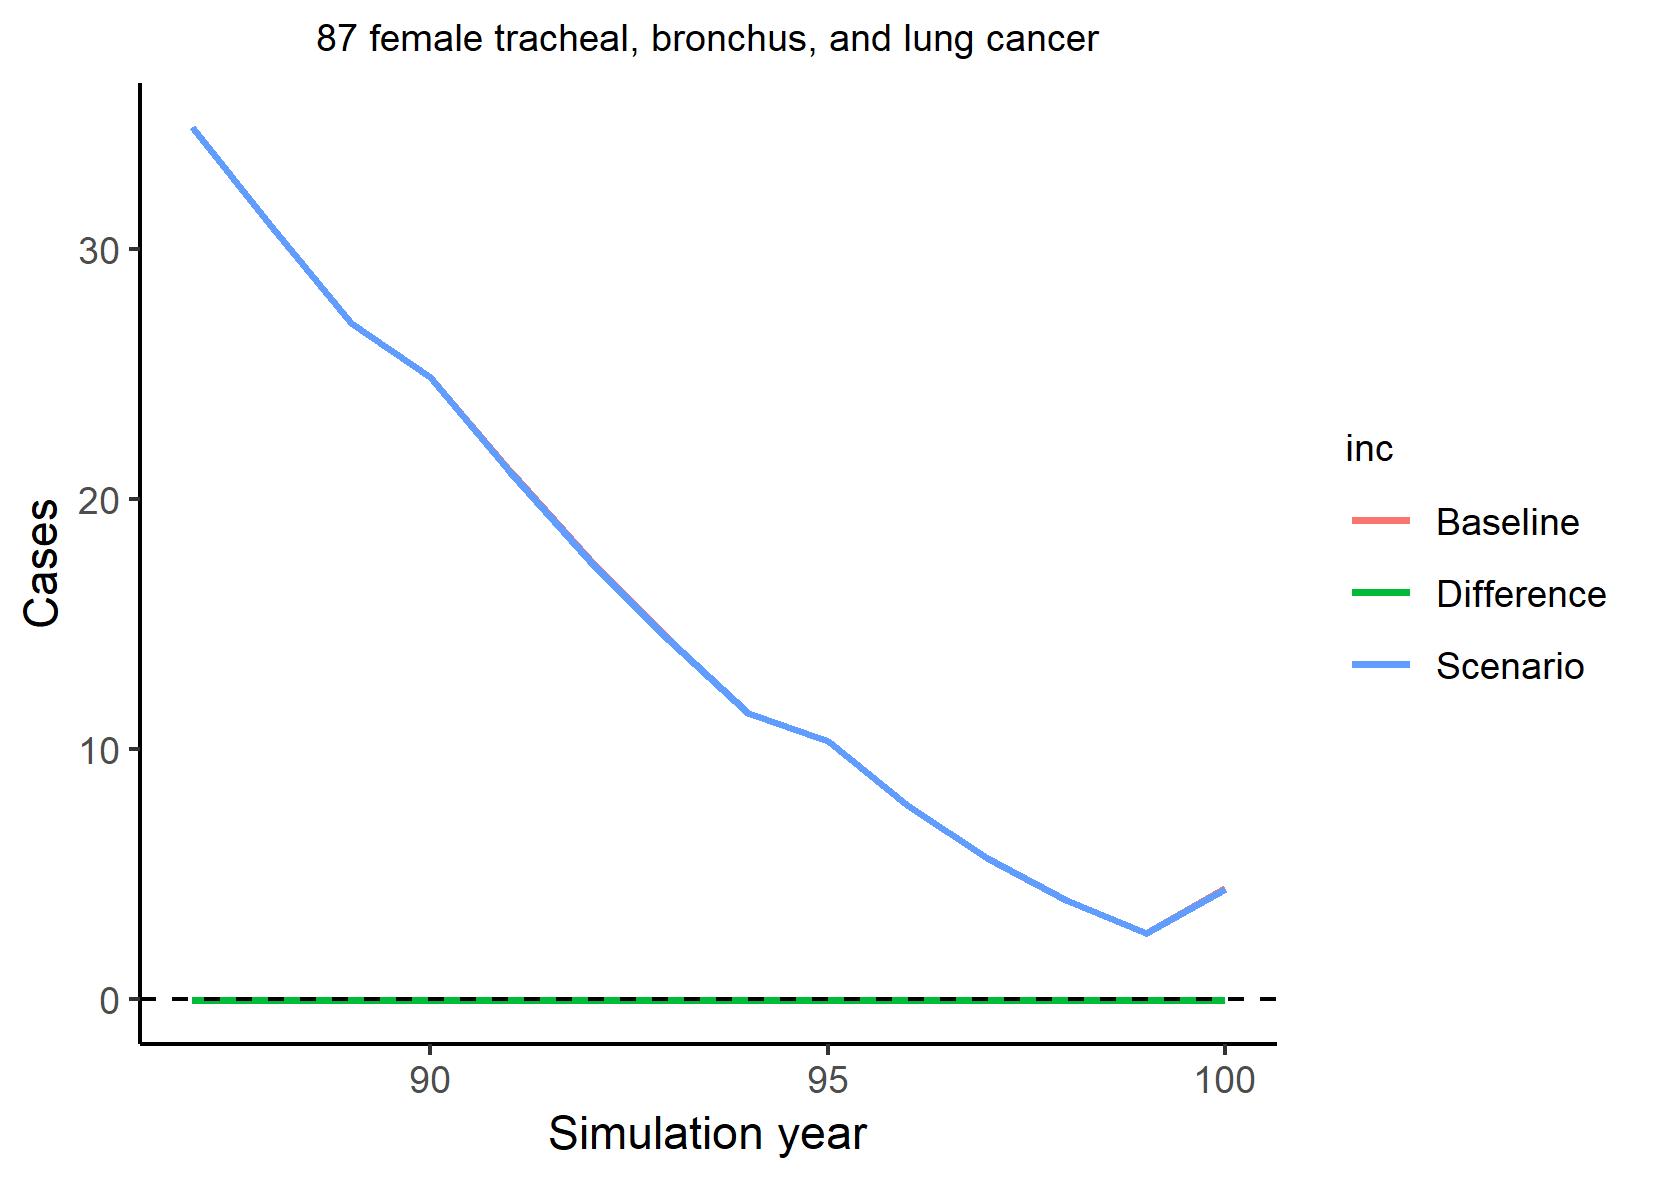 87 female tracheal, bronchus, and lung cancer
Cases
30
20
10
0
90 95 100
Simulation year
inc
Baseline
Difference
Scenario